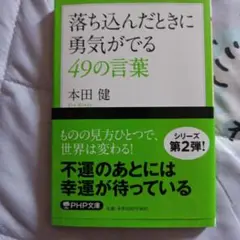 落ち込んだときに
勇気がでる
49の言葉
本田 健
ものの見方ひとつで、
世界は変わる!
シリーズ
第2弾!
不運のあとには
幸運が待っている
PHP文庫